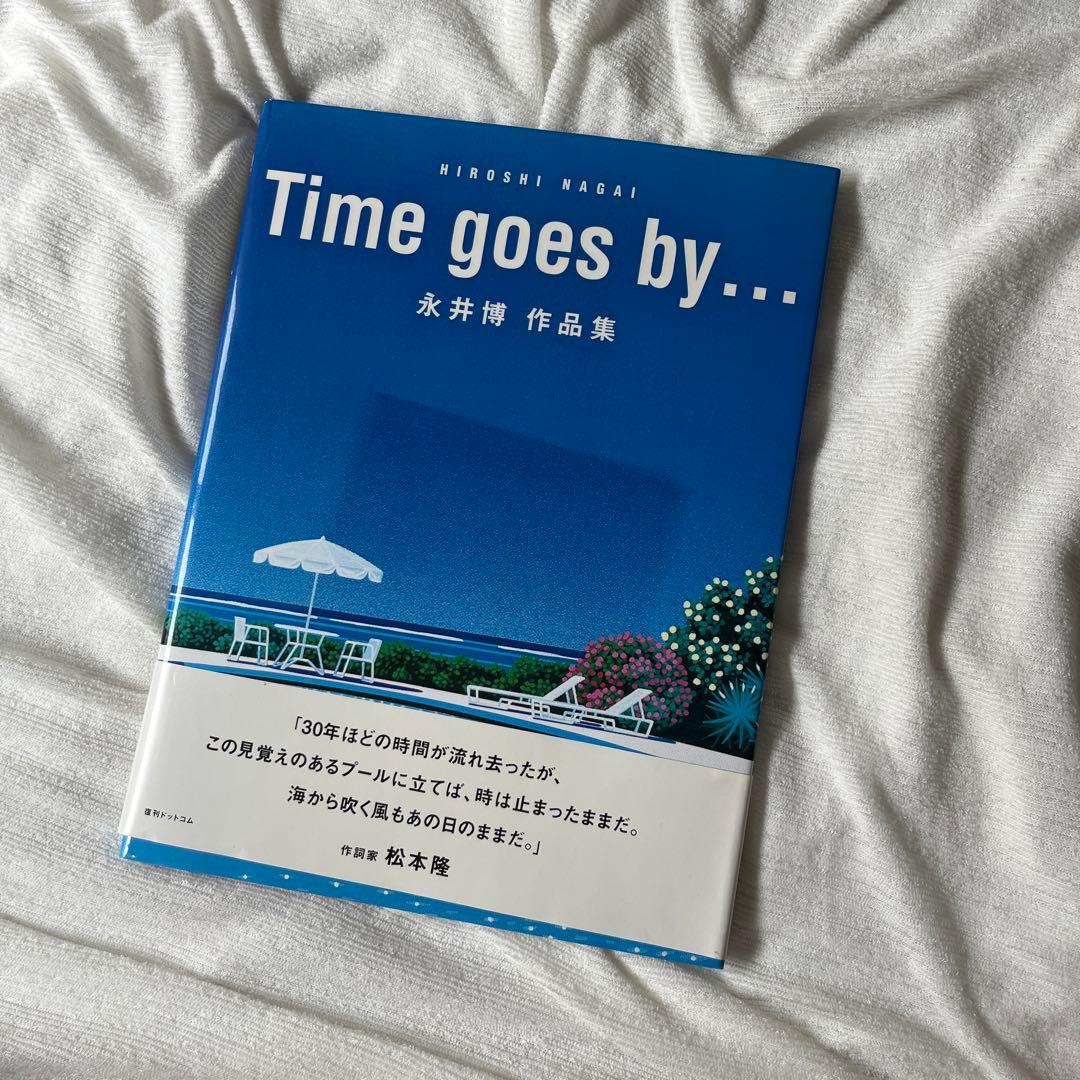 HIROSHI NAGAI
Time goes by...
永井博 作品集
「30年ほどの時間が流れ去ったが、
この見覚えのあるプールに立てば、時は止まったままだ。
海から吹く風もあの日のままだ。」
作詞家 松本隆
復刊ドットコム